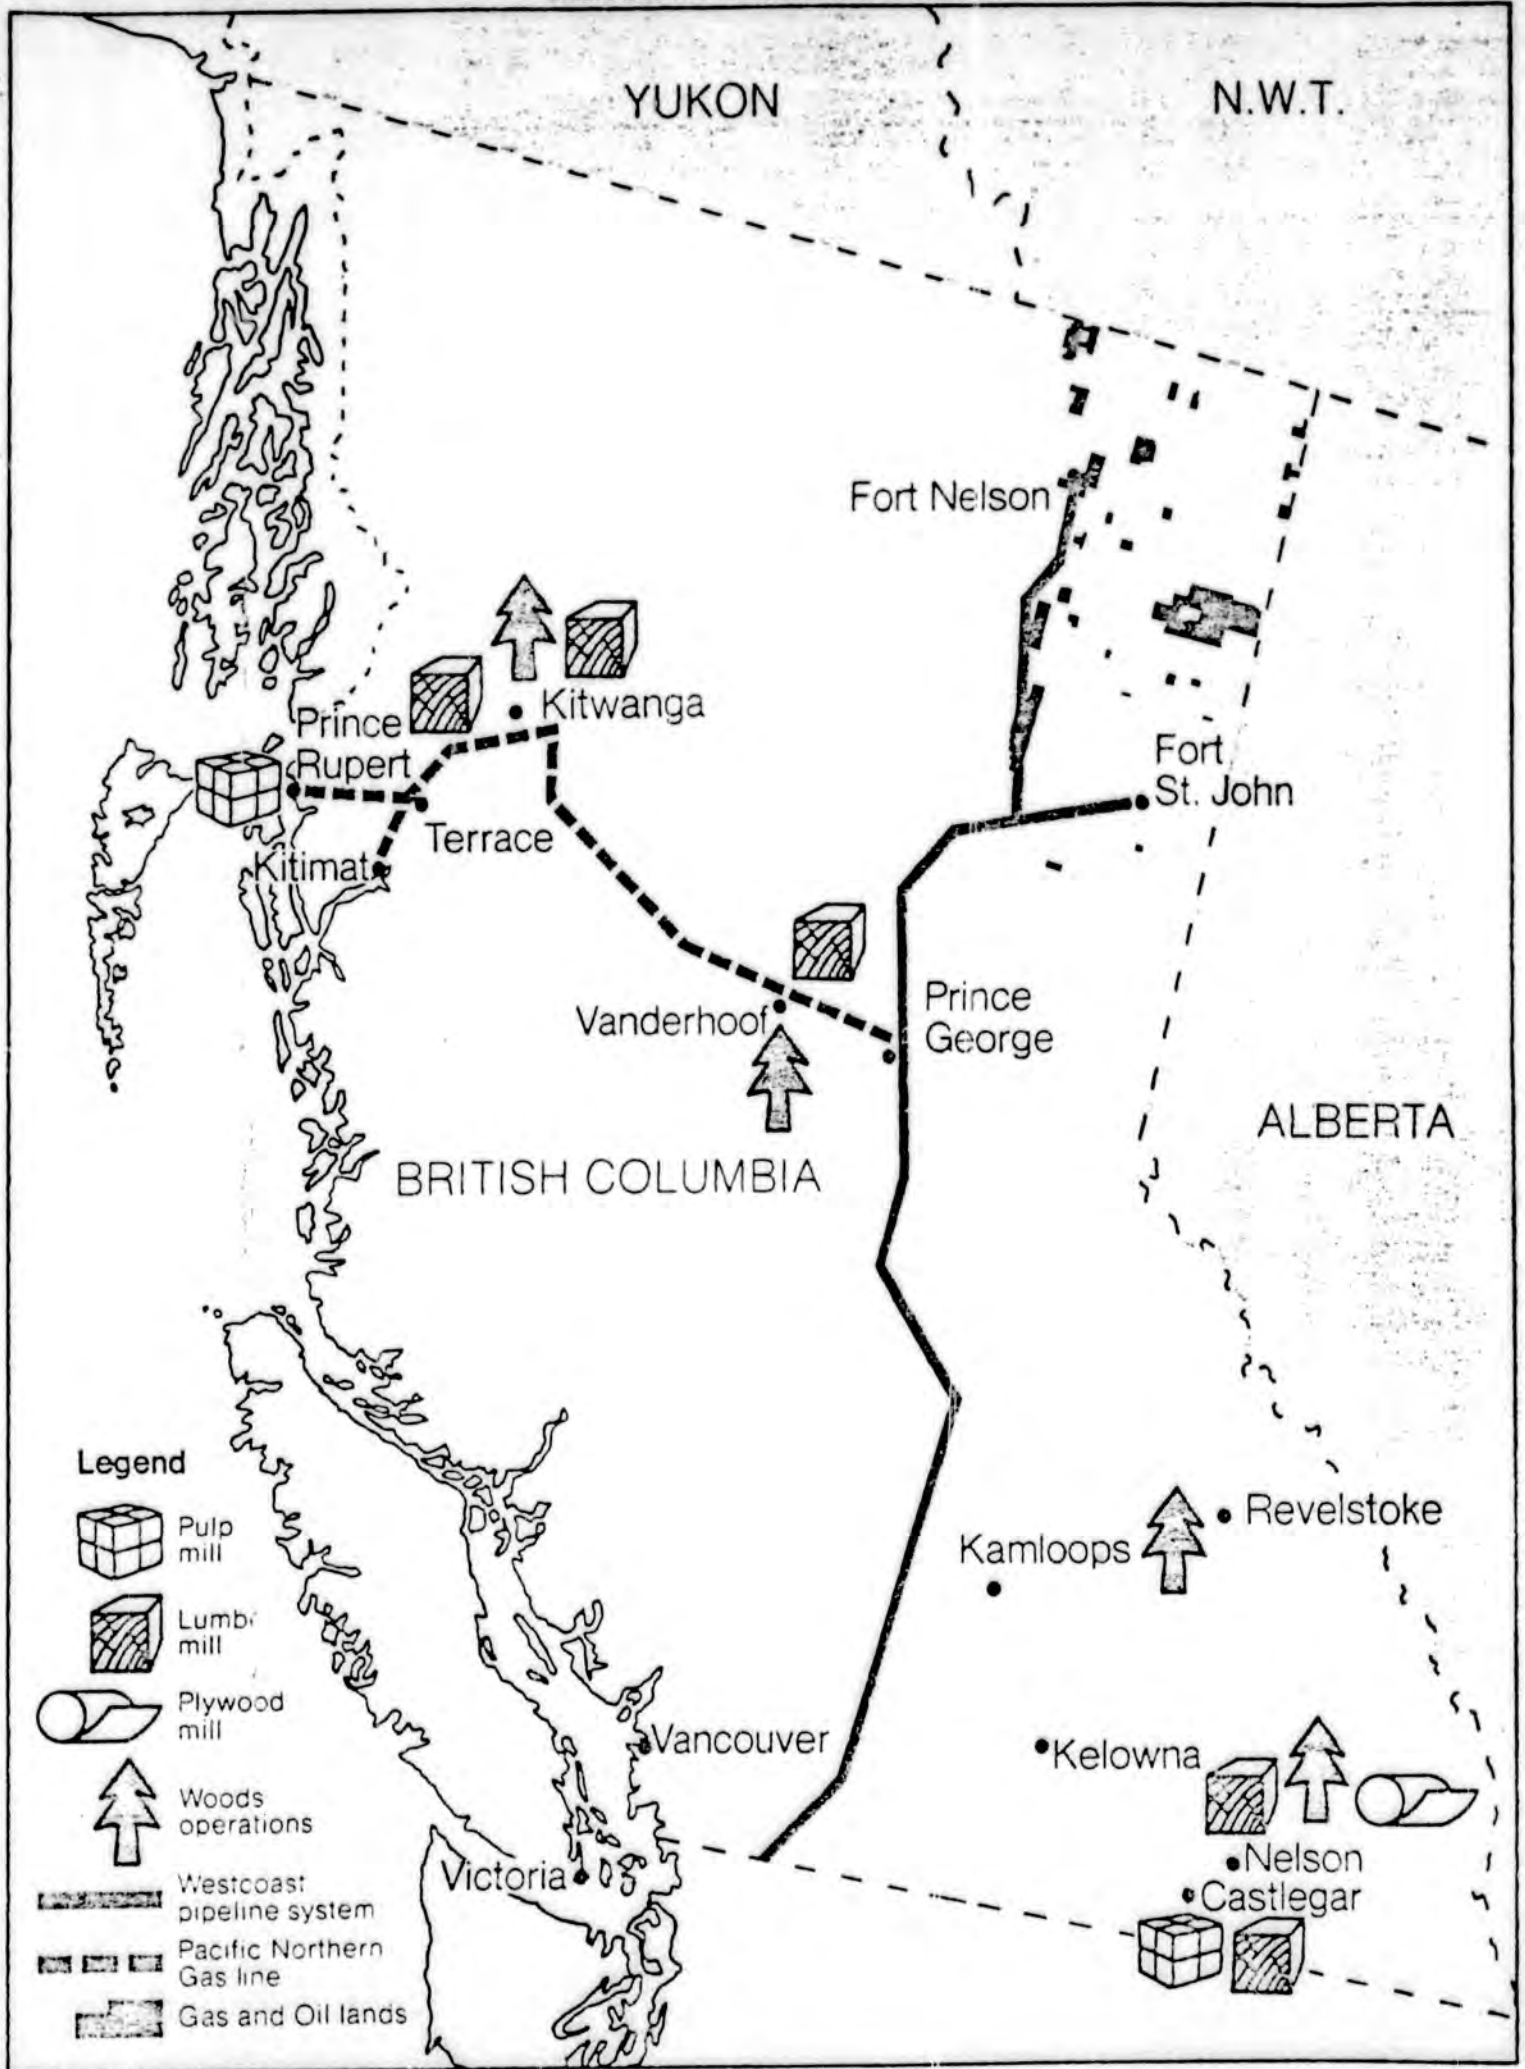 YUKON
N.W.T.
Fort Nelson
Kitwanga
Prince
Rupert
Fort
St. John
Terrace
Kitimat
Prince
George
Vanderhoof
ALBERTA
BRITISH COLUMBIA
Legend
Pulp
mill
mill
Plywood
mill
Woods
operations
Westcoast
pipeline system
Pacific Northern
Gas line
Gas and Oil lands
Revelstoke
Kamloops
Vancouver
Kelowna
Nelson
Castlegar
Victoria